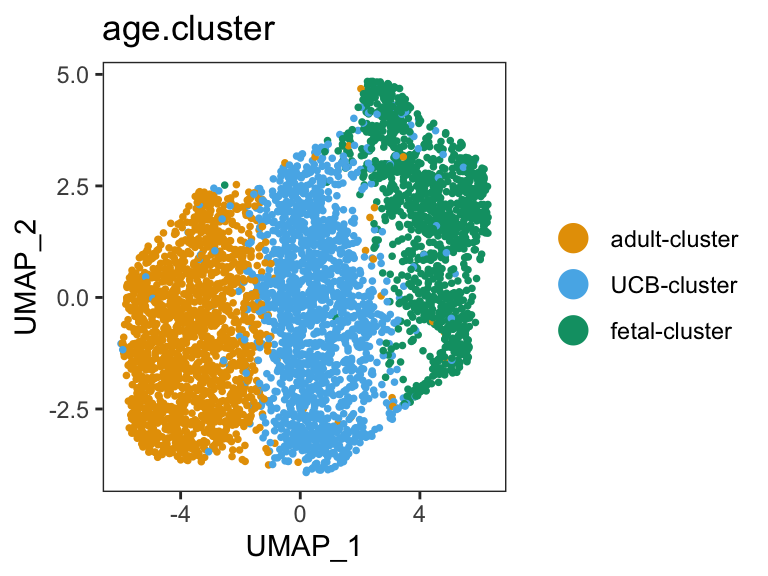 age.cluster
5.0
2.5
0.0
-2.5
UMAP_2
-4
0
4
UMAP_1
adult-cluster
UCB-cluster
fetal-cluster